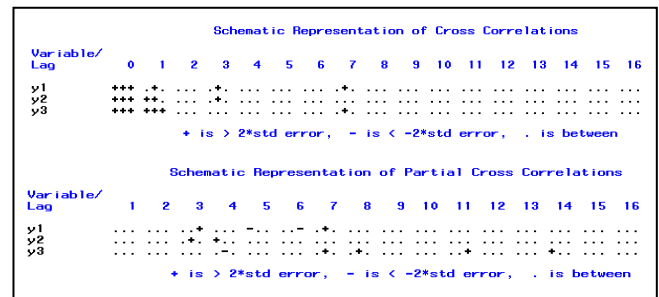 Schematic Representation of Cross Correlations
Variable/
Lag 0 1 2 3 4 5 6 7 8 9 10 11 12 13 14 15 16
y1 +++ .+. ... .+. ... ... ... .+. ... ... ... ... ... ... ... ... ...
y2 +++ ++. ... .+. ... ... ... ... ... ... ... ... ... ... ... ... ...
y3 +++ +++ ... ... ... ... ... .+. ... ... ... ... ... ... ... ... ...
+ is > 2*std error, - is < -2*std error, . is between
Schematic Representation of Partial Cross Correlations
Variable/
Lag 1 2 3 4 5 6 7 8 9 10 11 12 13 14 15 16
y1 ... ... ..+ ... -.. ..- .+. ... ... ... ... ... ... ... ... ...
y2 ... ... .+. +.. ... ... ... ... ... ... ... ... ... ... ... ...
y3 ... ... ... .-. ... ... .+. .+. ... ... ..+ ... ... +.. ... ...
+ is > 2*std error, - is < -2*std error, . is between